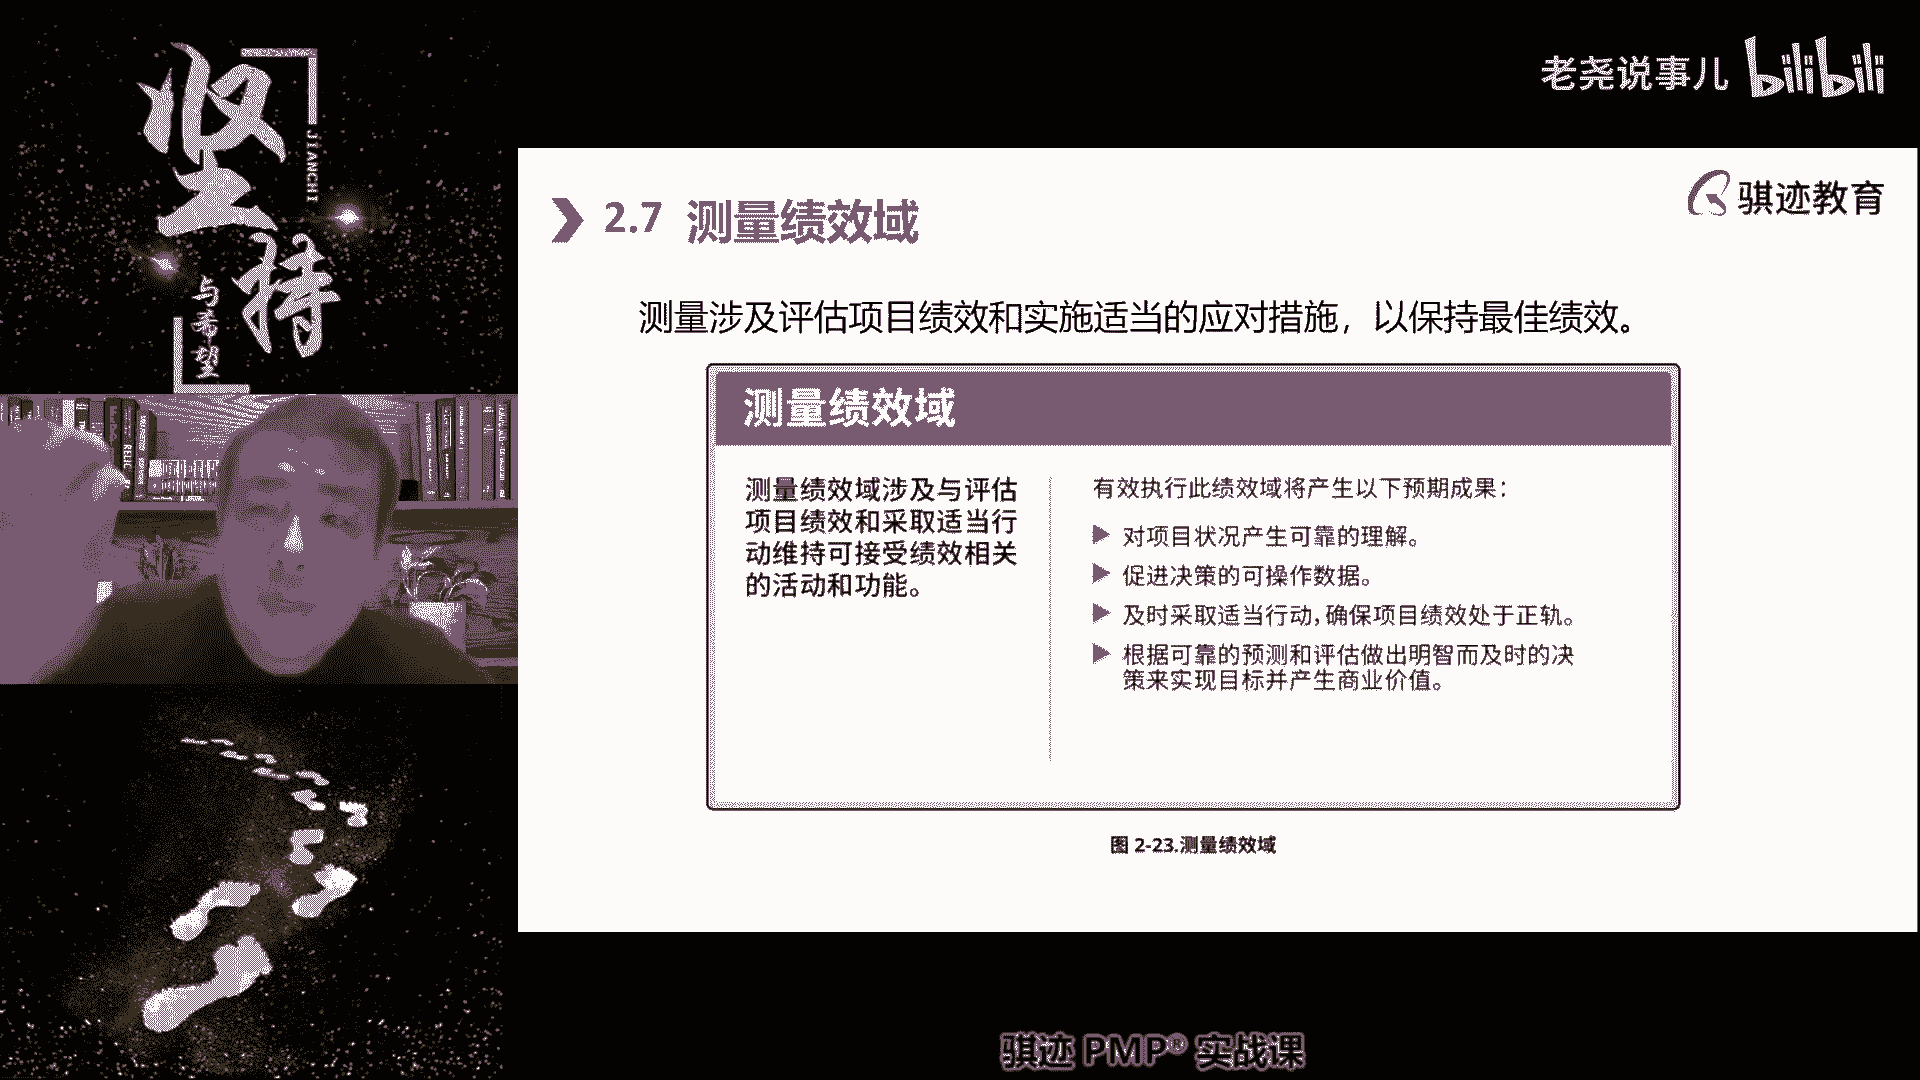 坚持
JIANCHI
与希望
老尧说事儿 bilibili
骐迹教育
2.7 测量绩效域
测量涉及评估项目绩效和实施适当的应对措施，以保持最佳绩效。
测量绩效域
测量绩效域涉及与评估
项目绩效和采取适当行
动维持可接受绩效相关
的活动和功能。
有效执行此绩效域将产生以下预期成果：
对项目状况产生可靠的理解。
促进决策的可操作数据。
及时采取适当行动，确保项目绩效处于正轨。
根据可靠的预测和评估做出明智而及时的决
策来实现目标并产生商业价值。
图 2-23.测量绩效域
骐迹 PMP® 实战课